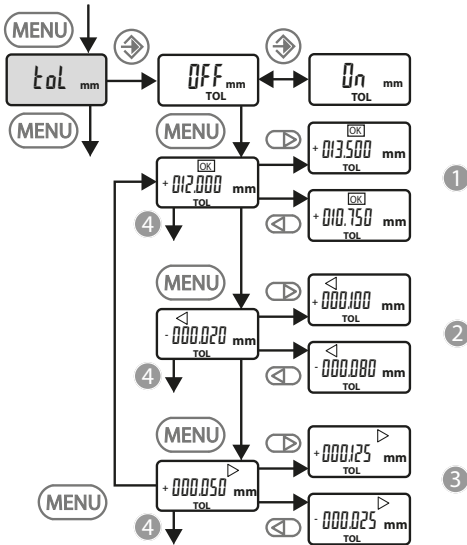 MENU
toL mm
OFF mm
TOL
On mm
TOL
MENU
MENU
OK
+ 013.500 mm
TOL
1
OK
+ 012.000 mm
TOL
OK
+ 010.750 mm
TOL
4
MENU
+ 000.100 mm
TOL
2
- 000.020 mm
TOL
- 000.080 mm
TOL
4
MENU
+ 000.125 mm
TOL
3
+ 000.050 mm
TOL
MENU
- 000.025 mm
TOL
4